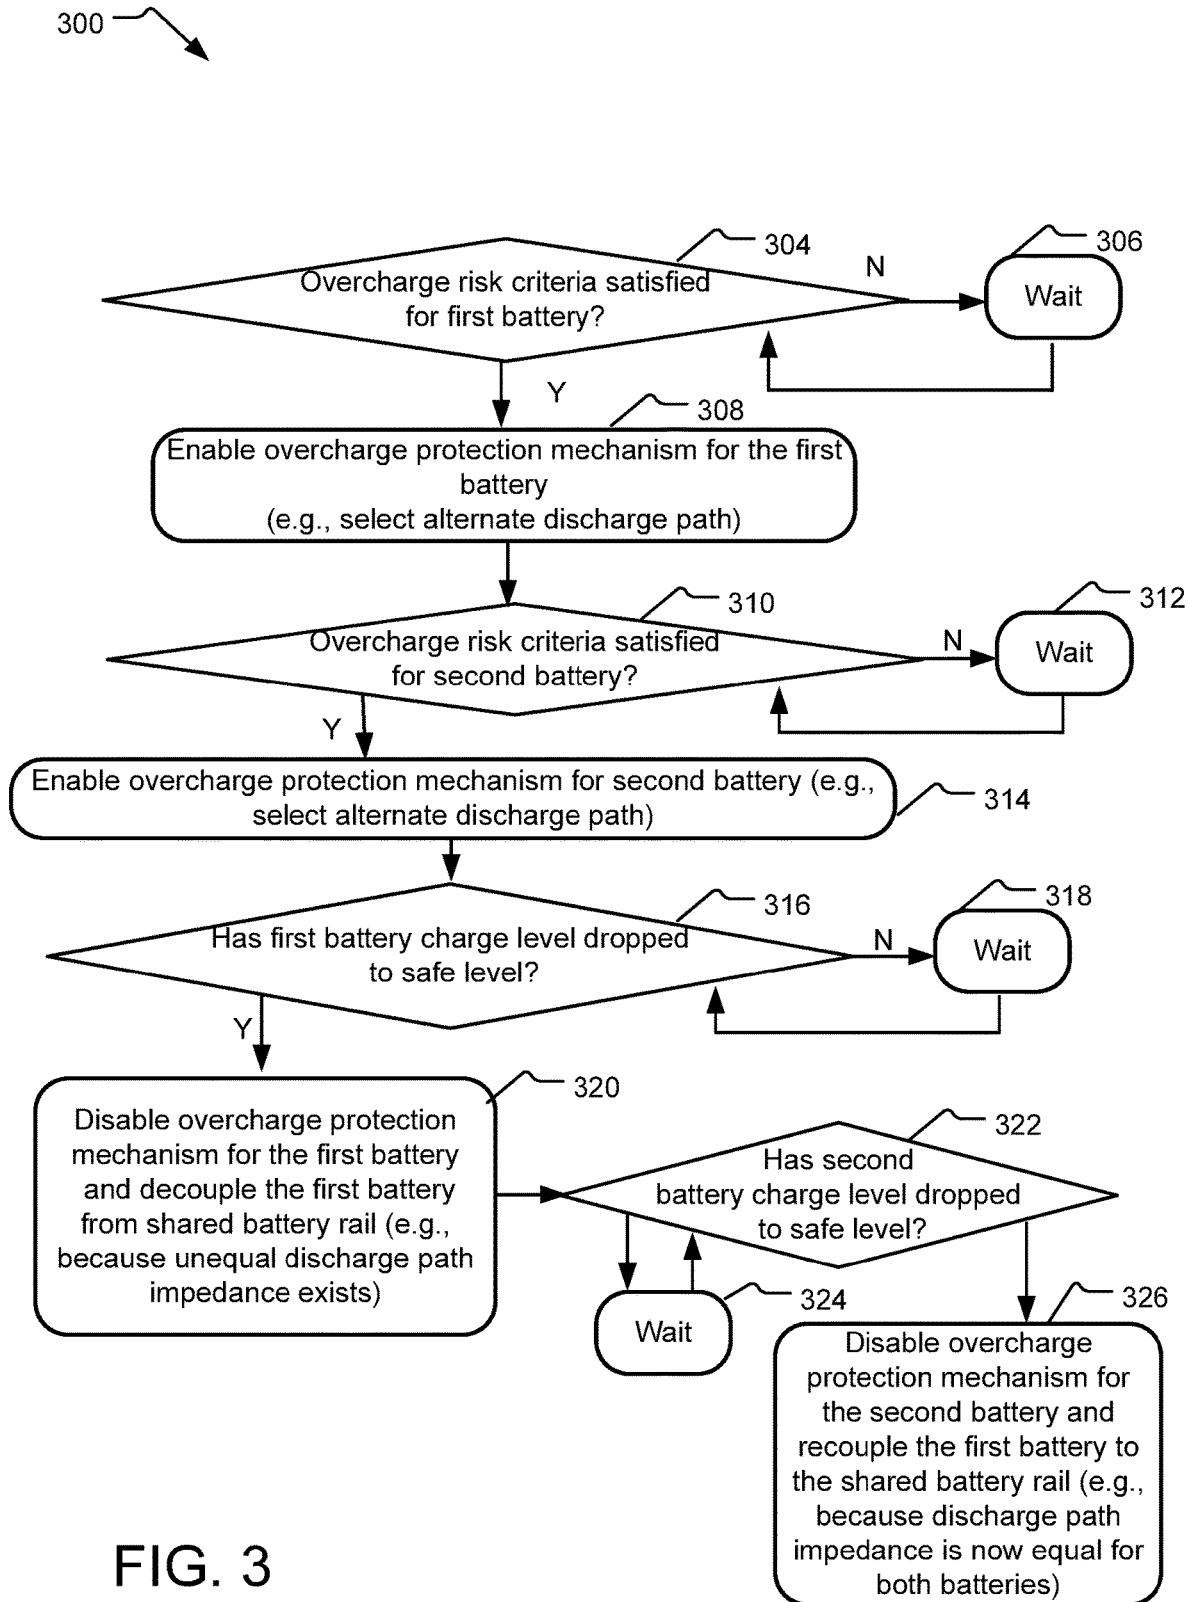 300
304
306
Overcharge risk criteria satisfied
for first battery?
N
Wait
Y
308
Enable overcharge protection mechanism for the first
battery
(e.g., select alternate discharge path)
310
312
Overcharge risk criteria satisfied
for second battery?
N
Wait
Y
Enable overcharge protection mechanism for second battery (e.g.,
select alternate discharge path)
314
316
318
Has first battery charge level dropped
to safe level?
N
Wait
Y
320
Disable overcharge protection
mechanism for the first battery
and decouple the first battery
from shared battery rail (e.g.,
because unequal discharge path
impedance exists)
322
Has second
battery charge level dropped
to safe level?
324
Wait
326
Disable overcharge
protection mechanism for
the second battery and
recouple the first battery to
the shared battery rail (e.g.,
because discharge path
impedance is now equal for
both batteries)
FIG. 3